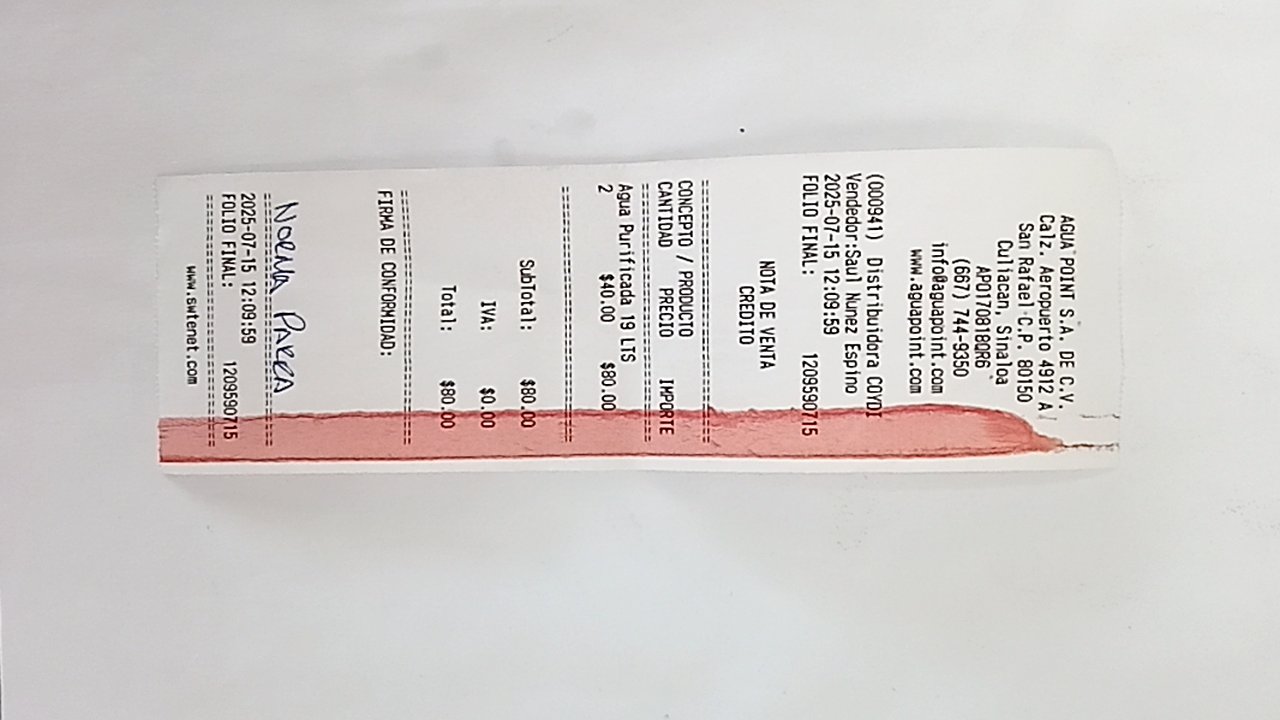 AGUA POINT S.A. DE C.V.
Calz. Aeropuerto 4912 A
San Rafael C.P. 80150
Culiacan, Sinaloa
APO170818QR6
(667) 744-9350
info@aguapoint.com
www.aguapoint.com
(000941) Distribuidora COYDI
Vendedor:Saul Nunez Espino
2025-07-15 12:09:59
FOLIO FINAL: 1209590715
NOTA DE VENTA
CREDITO
==============================
CONCEPTO / PRODUCTO
CANTIDAD PRECIO IMPORTE
==============================
Agua Purificada 19 LTS
2 $40.00 $80.00
==============================
SubTotal: $80.00
IVA: $0.00
Total: $80.00
==============================
FIRMA DE CONFORMIDAD:
NORMA PARRA
==============================
2025-07-15 12:09:59
FOLIO FINAL: 1209590715
==============================
www.swtenet.com